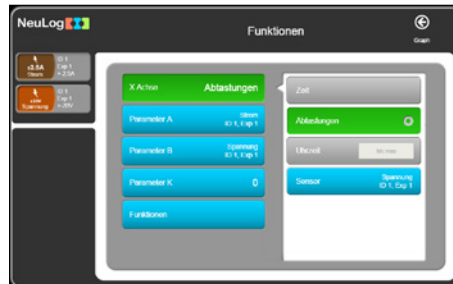 NeuLog
Funktionen
Graph
±2.5A
Strom
ID 1
Exp 1
±20V
Spannung
ID 1
Exp 1
X Achse
Abtastungen
Parameter A
Strom
ID 1, Exp 1
Parameter B
Spannung
ID 1, Exp 1
Parameter K
0
Funktionen
Zeit
Abtastungen
Uhrzeit
Sensor
Spannung
ID 1, Exp 1